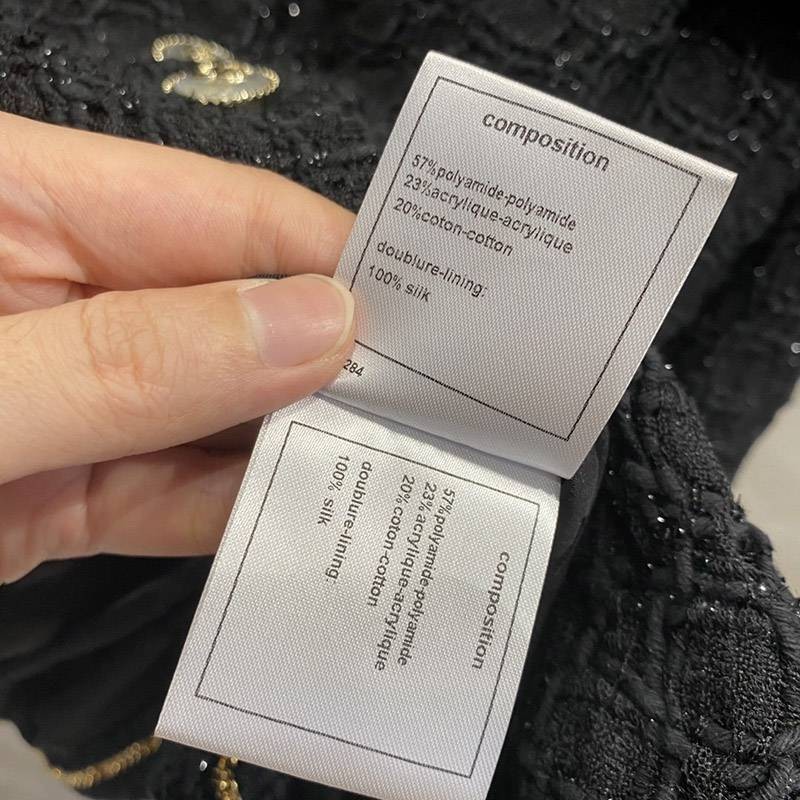 composition
57%polyamide-polyamide
23%acrylique-acrylique
20%coton-cotton
doublure-lining:
100% silk
284
composition
57%polyamide-polyamide
23%acrylique-acrylique
20% coton-cotton
doublure-lining:
100% silk